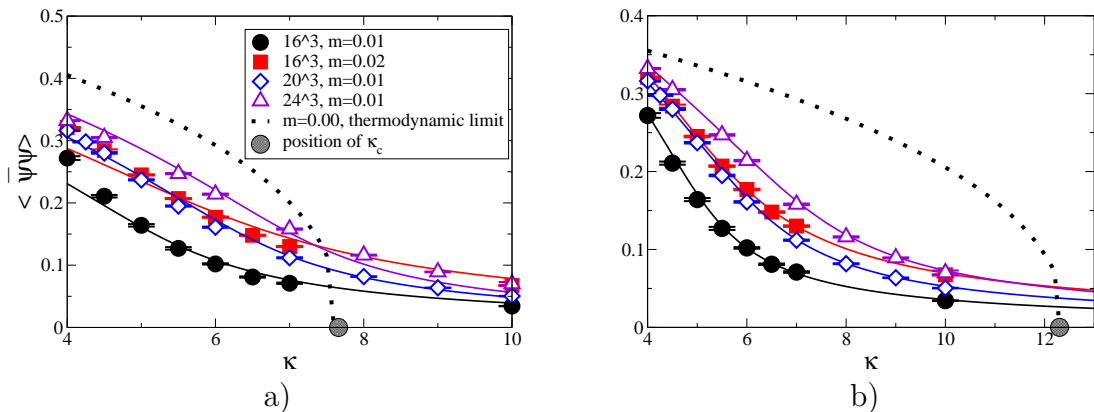 0.5
0.4
0.3
0.2
0.1
0
< ψ̅ψ>
4
6
8
10
κ
16^3, m=0.01
16^3, m=0.02
20^3, m=0.01
24^3, m=0.01
m=0.00, thermodynamic limit
position of κc
a)
0.4
0.3
0.2
0.1
0
4
6
8
10
12
κ
b)